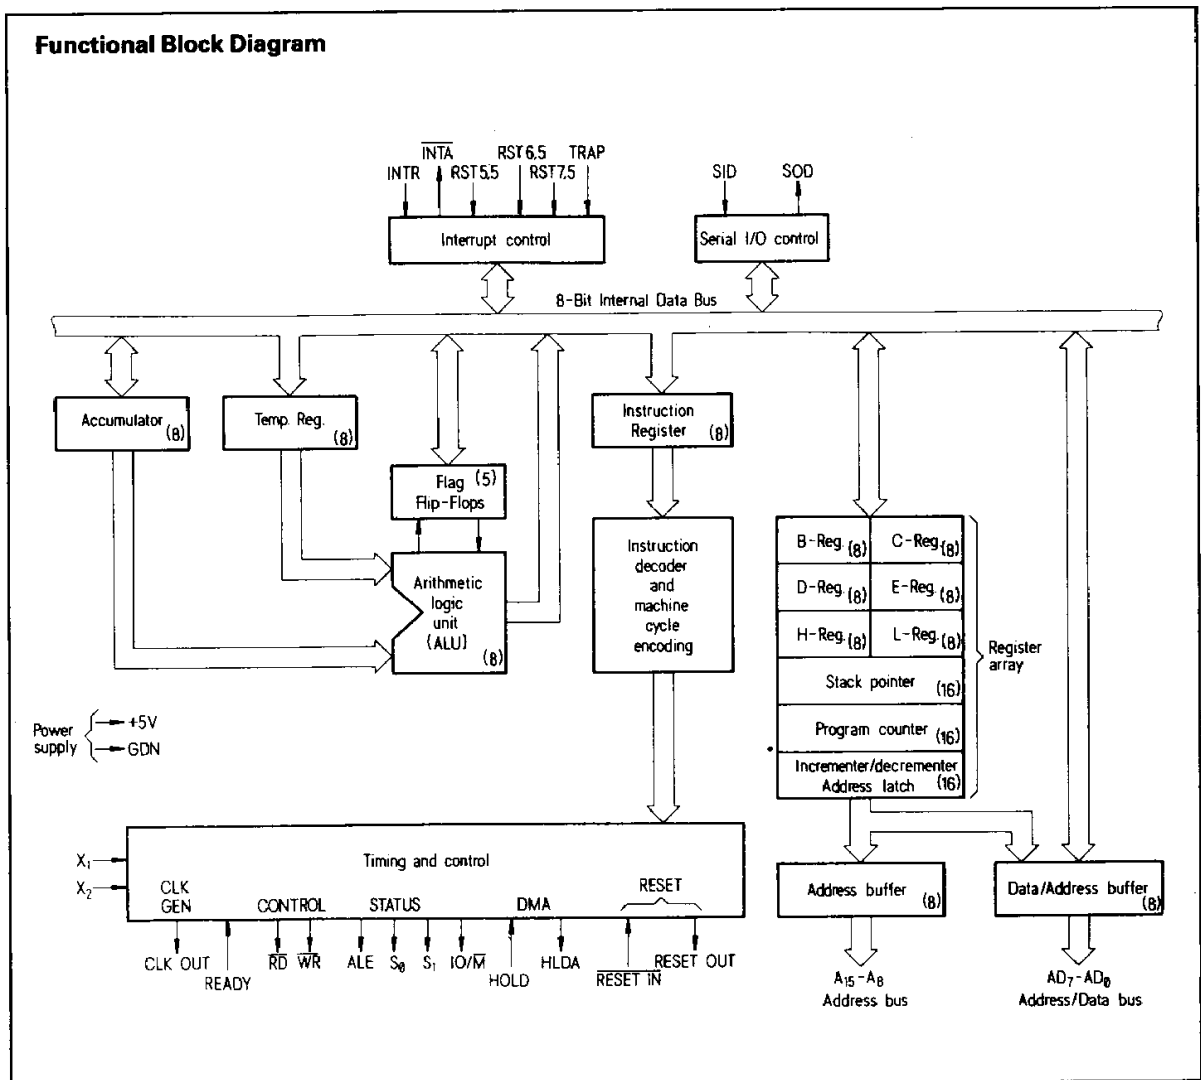 Functional Block Diagram
INTR
INTA
RST5,5
RST6,5
RST7,5
TRAP
SID
SOD
Interrupt control
Serial I/O control
8-Bit Internal Data Bus
Accumulator (8)
Temp. Reg. (8)
Flag (5)
Flip-Flops
Instruction
Register (8)
Arithmetic
logic
unit
(ALU)
(8)
Instruction
decoder
and
machine
cycle
encoding
B-Reg. (8)
C-Reg. (8)
D-Reg. (8)
E-Reg. (8)
H-Reg. (8)
L-Reg. (8)
Stack pointer (16)
Program counter (16)
Incrementer/decrementer
Address latch (16)
Register
array
Power
supply
+5V
GDN
X1
X2
Timing and control
CLK
GEN
CONTROL
STATUS
DMA
RESET
CLK OUT
READY
RD
WR
ALE
S0
S1
IO/M
HOLD
HLDA
RESET IN
RESET OUT
Address buffer
(8)
Data/Address buffer
(8)
A15-A8
Address bus
AD7-AD0
Address/Data bus